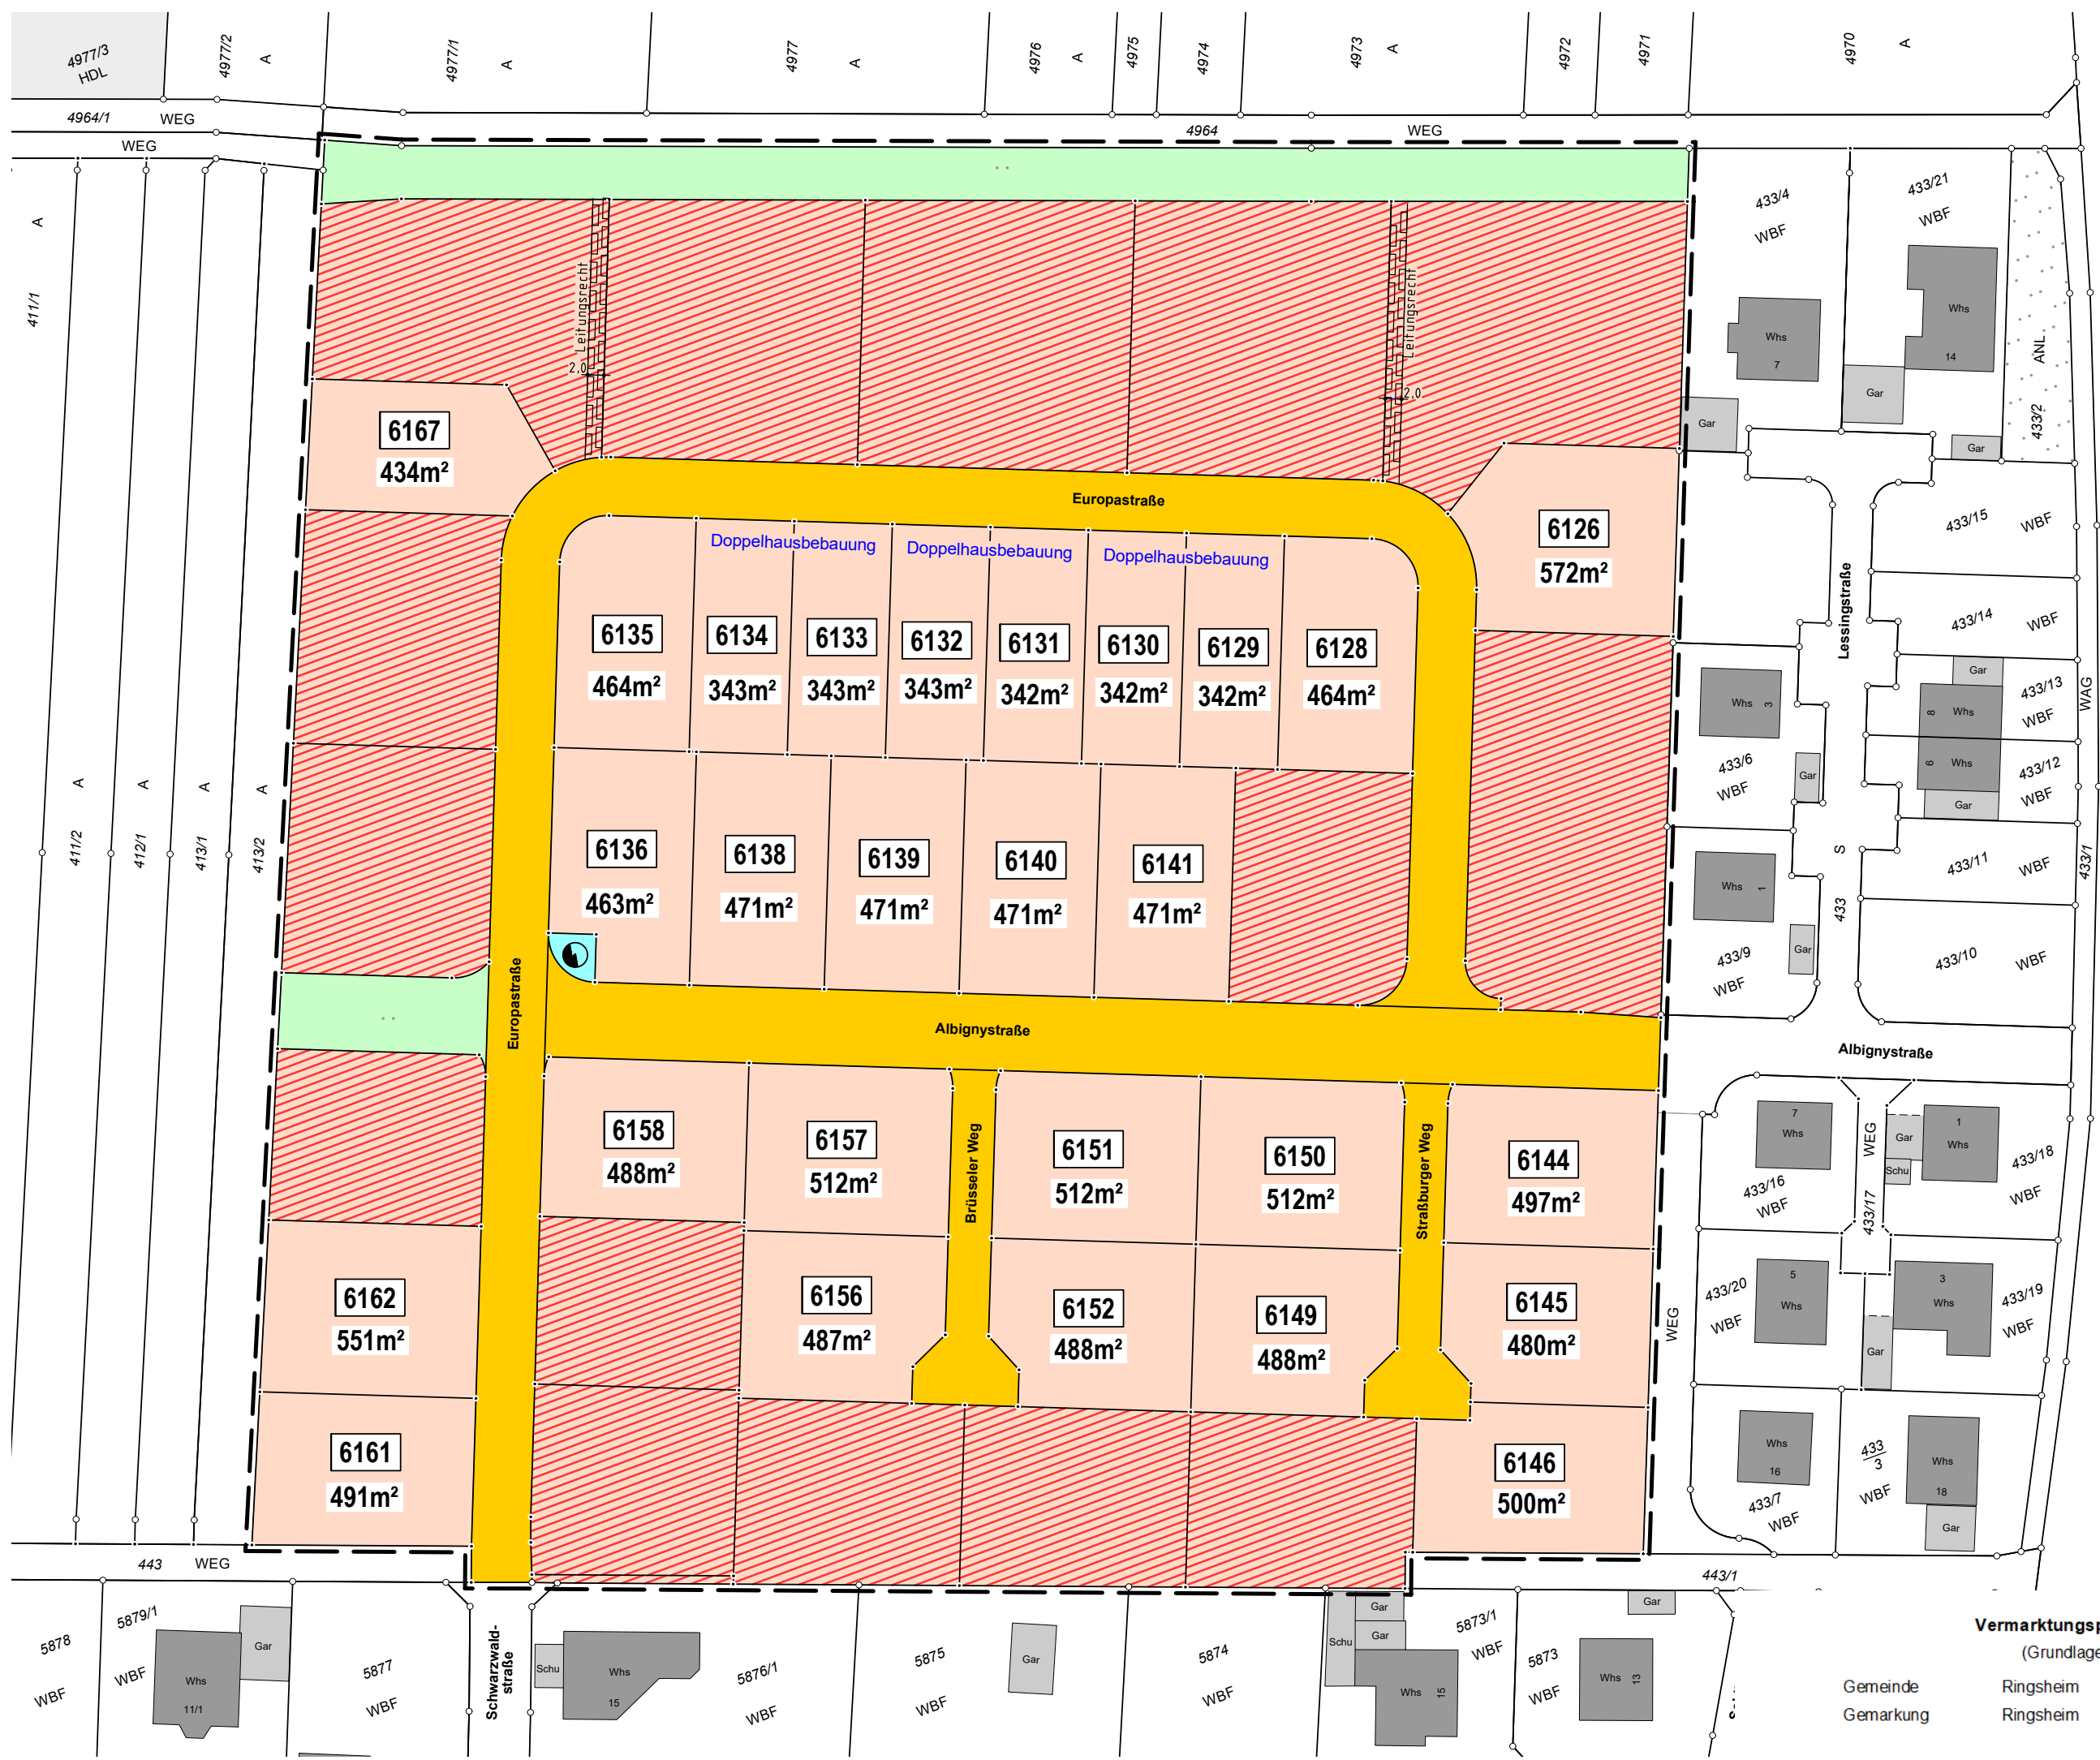 4977/3
HDL
4977/2
A
4977/1
A
4977
A
4976
A
4975
4974
4973
A
4972
4971
4970
A
4964/1
WEG
4964
WEG
WEG
433/4
WBF
433/21
WBF
A
411/1
Leitungsrecht
2,0
Leitungsrecht
2,0
Whs
7
Whs
14
Gar
Gar
Gar
ANL
433/2
6167
434m²
Europastraße
6126
572m²
433/15
WBF
Doppelhausbebauung
Doppelhausbebauung
Doppelhausbebauung
Lessingstraße
433/14
WBF
6135
464m²
6134
343m²
6133
343m²
6132
343m²
6131
342m²
6130
342m²
6129
342m²
6128
464m²
Whs
3
Gar
8
Whs
433/13
WBF
WAG
433/6
WBF
Gar
6
Whs
Gar
433/12
WBF
A
A
A
A
411/2
412/1
413/1
413/2
6136
463m²
6138
471m²
6139
471m²
6140
471m²
6141
471m²
Whs
1
S
433
433/11
WBF
433/1
433/9
WBF
Gar
433/10
WBF
Europastraße
Albignystraße
Albignystraße
6158
488m²
6157
512m²
Brüsseler Weg
6151
512m²
6150
512m²
Straßburger Weg
6144
497m²
7
Whs
433/16
WBF
WEG
433/17
Gar
Schu
1
Whs
433/18
WBF
6162
551m²
6156
487m²
6152
488m²
6149
488m²
6145
480m²
WEG
433/20
WBF
5
Whs
3
Whs
Gar
433/19
WBF
6161
491m²
6146
500m²
Whs
16
433/7
WBF
433
3
WBF
Whs
18
Gar
443
WEG
443/1
5878
WBF
5879/1
WBF
Gar
Whs
11/1
5877
WBF
Schwarzwald-
straße
Schu
Whs
15
5876/1
WBF
5875
WBF
Gar
5874
WBF
Schu
Gar
Gar
Whs
15
5873/1
WBF
5873
WBF
Gar
Whs
13
Vermarktungsp
(Grundlage
Gemeinde
Ringsheim
Gemarkung
Ringsheim